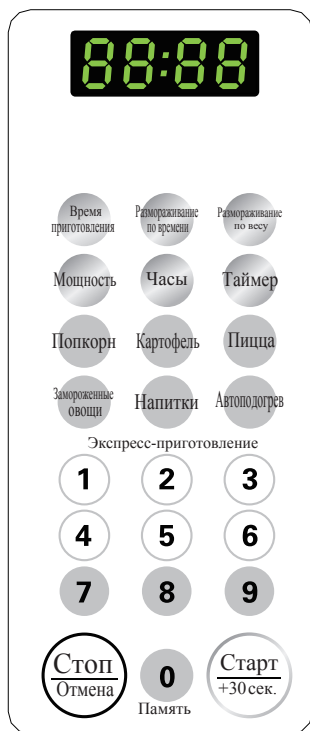 88:88
Время
приготовления
Размораживание
по времени
Размораживание
по весу
Мощность
Часы
Таймер
Попкорн
Картофель
Пицца
Замороженные
овощи
Напитки
Автоподогрев
Экспресс-приготовление
1 2 3
4 5 6
7 8 9
Стоп
Отмена
0
Память
Старт
+30 сек.